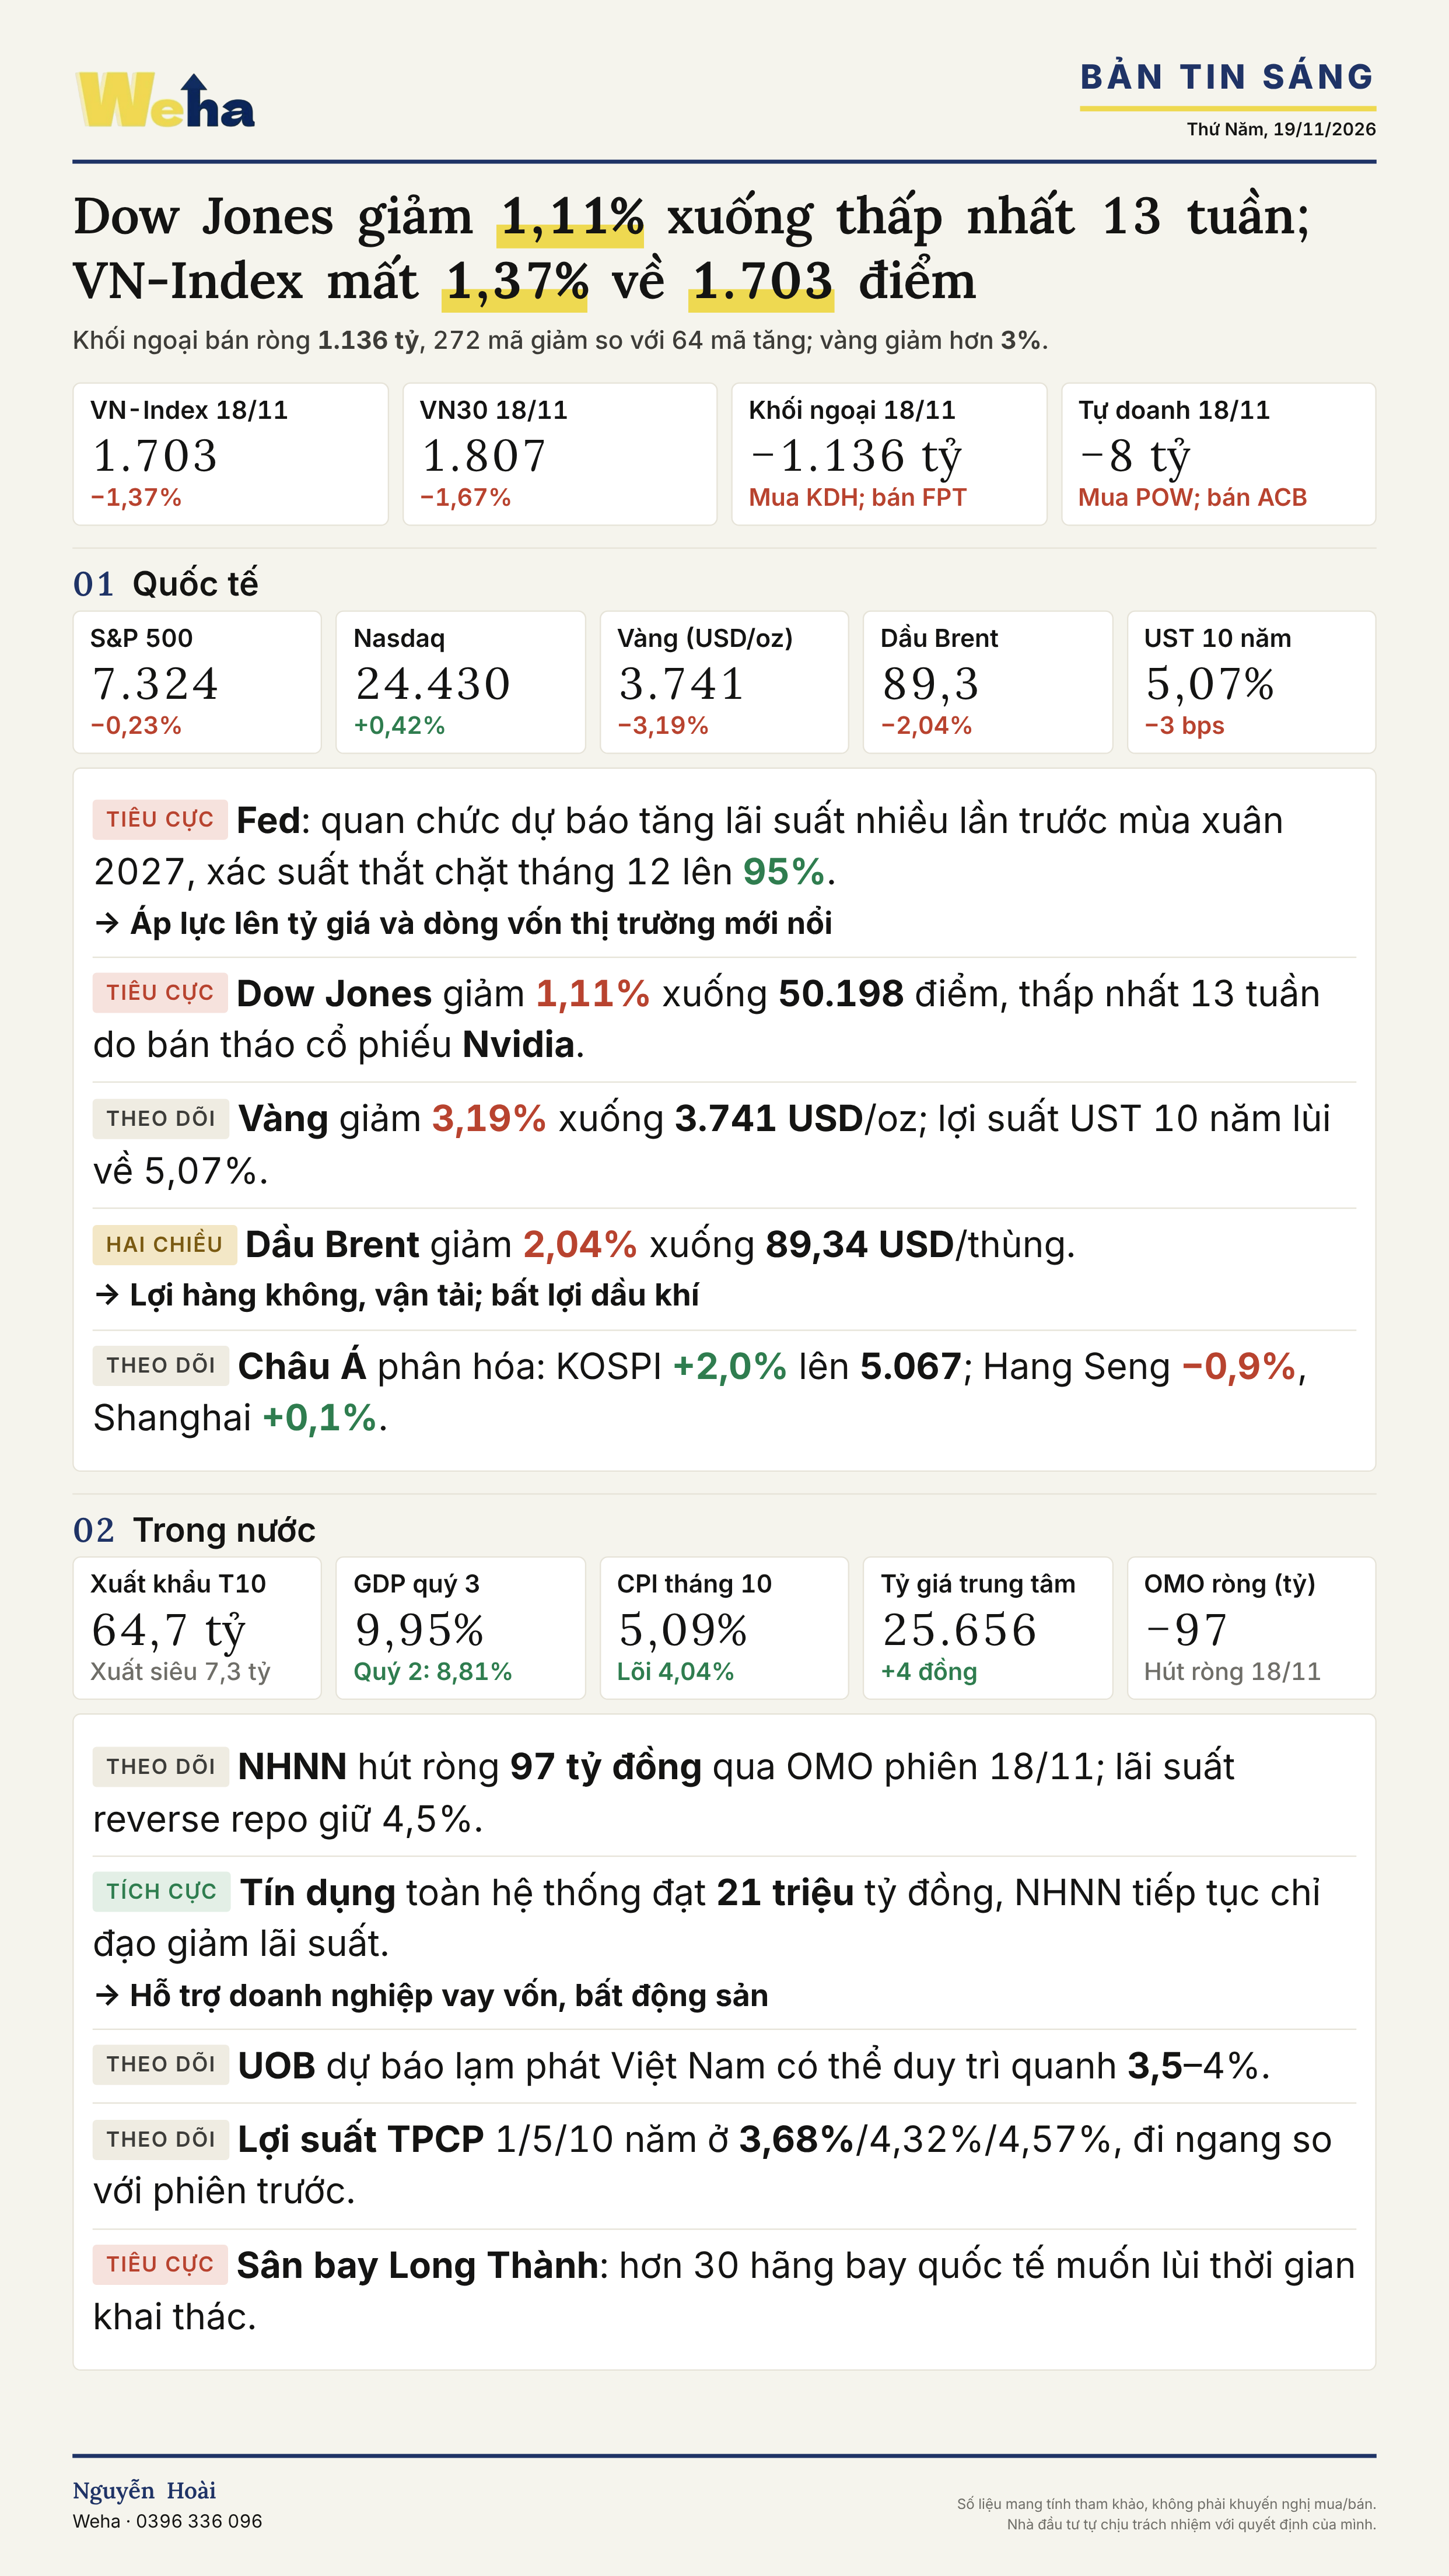 Weha
BẢN TIN SÁNG
Thứ Năm, 19/11/2026
Dow Jones giảm 1,11% xuống thấp nhất 13 tuần;
VN-Index mất 1,37% về 1.703 điểm
Khối ngoại bán ròng 1.136 tỷ, 272 mã giảm so với 64 mã tăng; vàng giảm hơn 3%.
VN-Index 18/11
1.703
−1,37%
VN30 18/11
1.807
−1,67%
Khối ngoại 18/11
−1.136 tỷ
Mua KDH; bán FPT
Tự doanh 18/11
−8 tỷ
Mua POW; bán ACB
01 Quốc tế
S&P 500
7.324
−0,23%
Nasdaq
24.430
+0,42%
Vàng (USD/oz)
3.741
−3,19%
Dầu Brent
89,3
−2,04%
UST 10 năm
5,07%
−3 bps
TIÊU CỰC Fed: quan chức dự báo tăng lãi suất nhiều lần trước mùa xuân
2027, xác suất thắt chặt tháng 12 lên 95%.
→ Áp lực lên tỷ giá và dòng vốn thị trường mới nổi
TIÊU CỰC Dow Jones giảm 1,11% xuống 50.198 điểm, thấp nhất 13 tuần
do bán tháo cổ phiếu Nvidia.
THEO DÕI Vàng giảm 3,19% xuống 3.741 USD/oz; lợi suất UST 10 năm lùi
về 5,07%.
HAI CHIỀU Dầu Brent giảm 2,04% xuống 89,34 USD/thùng.
→ Lợi hàng không, vận tải; bất lợi dầu khí
THEO DÕI Châu Á phân hóa: KOSPI +2,0% lên 5.067; Hang Seng −0,9%,
Shanghai +0,1%.
02 Trong nước
Xuất khẩu T10
64,7 tỷ
Xuất siêu 7,3 tỷ
GDP quý 3
9,95%
Quý 2: 8,81%
CPI tháng 10
5,09%
Lõi 4,04%
Tỷ giá trung tâm
25.656
+4 đồng
OMO ròng (tỷ)
−97
Hút ròng 18/11
THEO DÕI NHNN hút ròng 97 tỷ đồng qua OMO phiên 18/11; lãi suất
reverse repo giữ 4,5%.
TÍCH CỰC Tín dụng toàn hệ thống đạt 21 triệu tỷ đồng, NHNN tiếp tục chỉ
đạo giảm lãi suất.
→ Hỗ trợ doanh nghiệp vay vốn, bất động sản
THEO DÕI UOB dự báo lạm phát Việt Nam có thể duy trì quanh 3,5–4%.
THEO DÕI Lợi suất TPCP 1/5/10 năm ở 3,68%/4,32%/4,57%, đi ngang so
với phiên trước.
TIÊU CỰC Sân bay Long Thành: hơn 30 hãng bay quốc tế muốn lùi thời gian
khai thác.
Nguyễn Hoài
Weha · 0396 336 096
Số liệu mang tính tham khảo, không phải khuyến nghị mua/bán.
Nhà đầu tư tự chịu trách nhiệm với quyết định của mình.